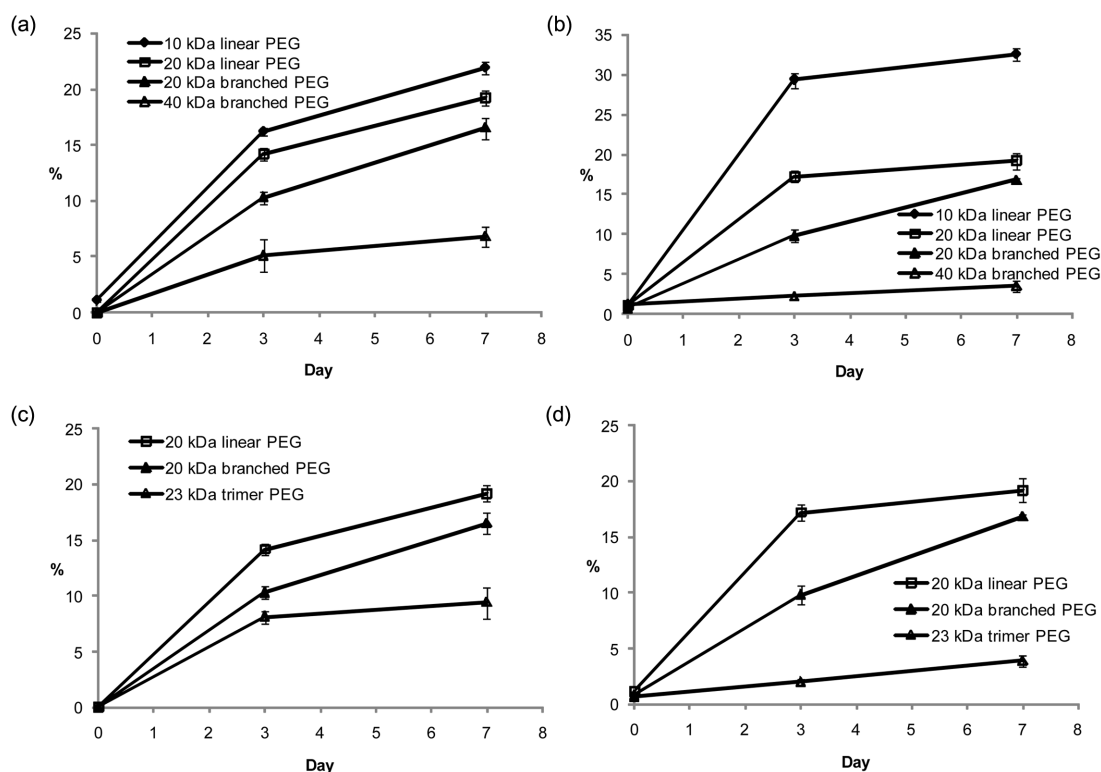 (a)
25
20
15
10
5
0
%
10 kDa linear PEG
20 kDa linear PEG
20 kDa branched PEG
40 kDa branched PEG
0 1 2 3 4 5 6 7 8
Day
(b)
35
30
25
20
15
10
5
0
%
10 kDa linear PEG
20 kDa linear PEG
20 kDa branched PEG
40 kDa branched PEG
0 1 2 3 4 5 6 7 8
Day
(c)
25
20
15
10
5
0
%
20 kDa linear PEG
20 kDa branched PEG
23 kDa trimer PEG
0 1 2 3 4 5 6 7 8
Day
(d)
25
20
15
10
5
0
%
20 kDa linear PEG
20 kDa branched PEG
23 kDa trimer PEG
0 1 2 3 4 5 6 7 8
Day